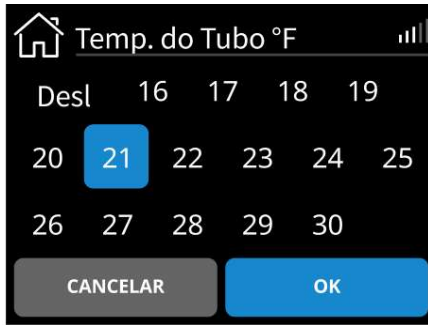 Temp. do Tubo °F
Desl 16 17 18 19
20 21 22 23 24 25
26 27 28 29 30
CANCELAR OK